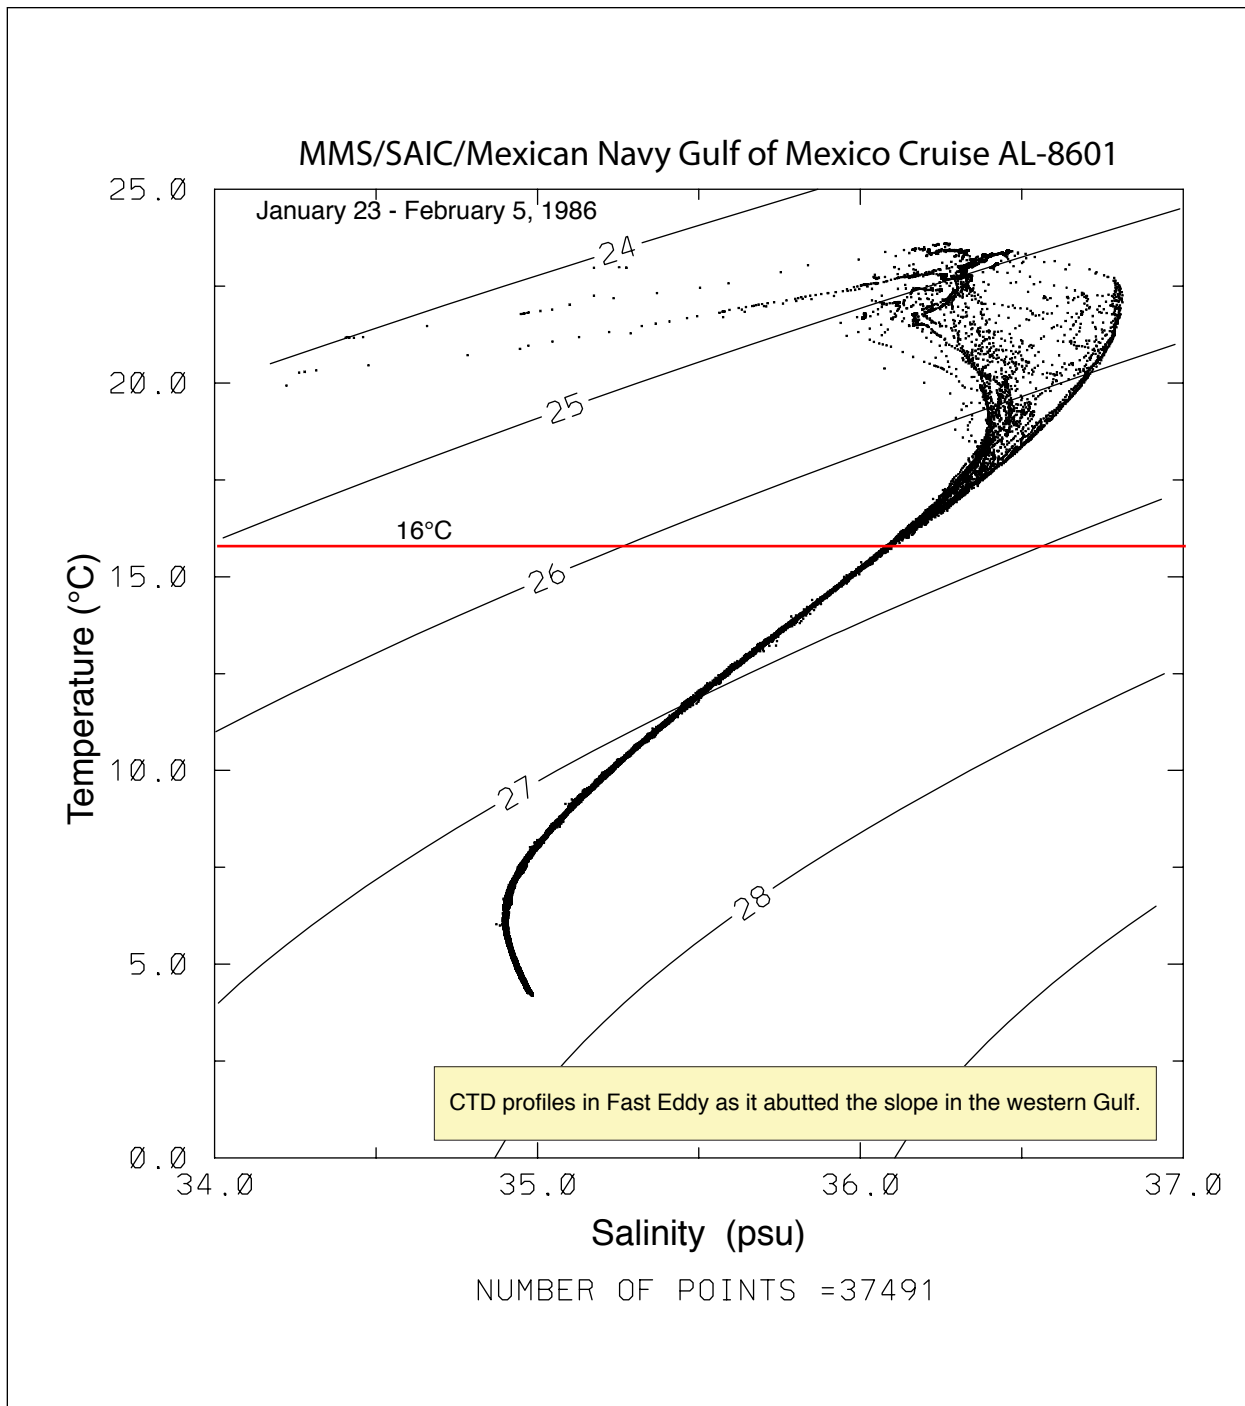 MMS/SAIC/Mexican Navy Gulf of Mexico Cruise AL-8601
25.0
January 23 - February 5, 1986
24
20.0
25
16°C
15.0
26
Temperature (°C)
10.0
27
28
5.0
CTD profiles in Fast Eddy as it abutted the slope in the western Gulf.
0.0
34.0 35.0 36.0 37.0
Salinity (psu)
NUMBER OF POINTS =37491